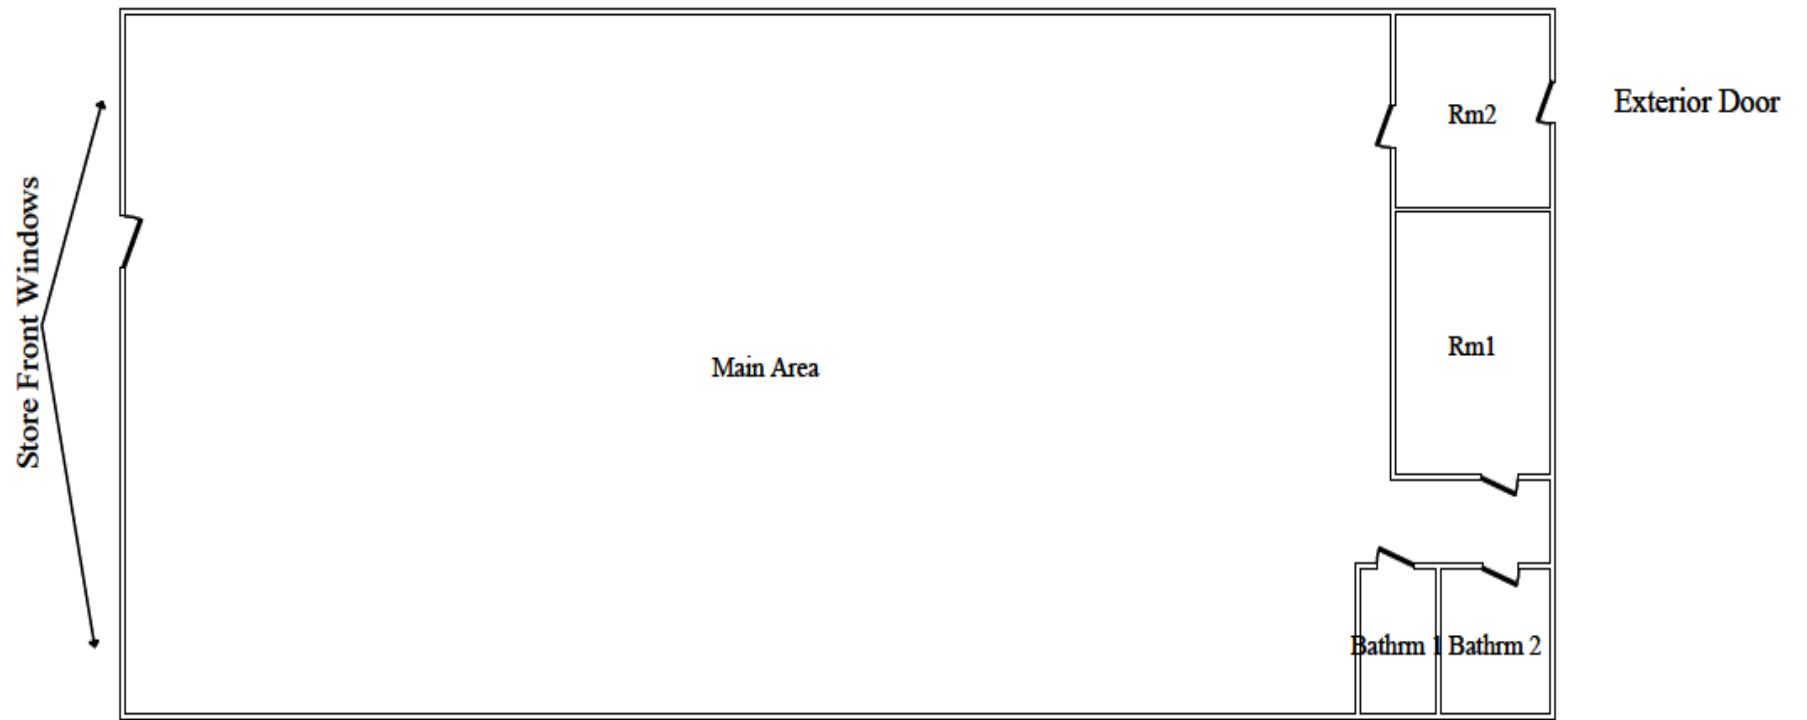 Store Front Windows
Main Area
Rm2
Exterior Door
Rm1
Bathrm 1
Bathrm 2